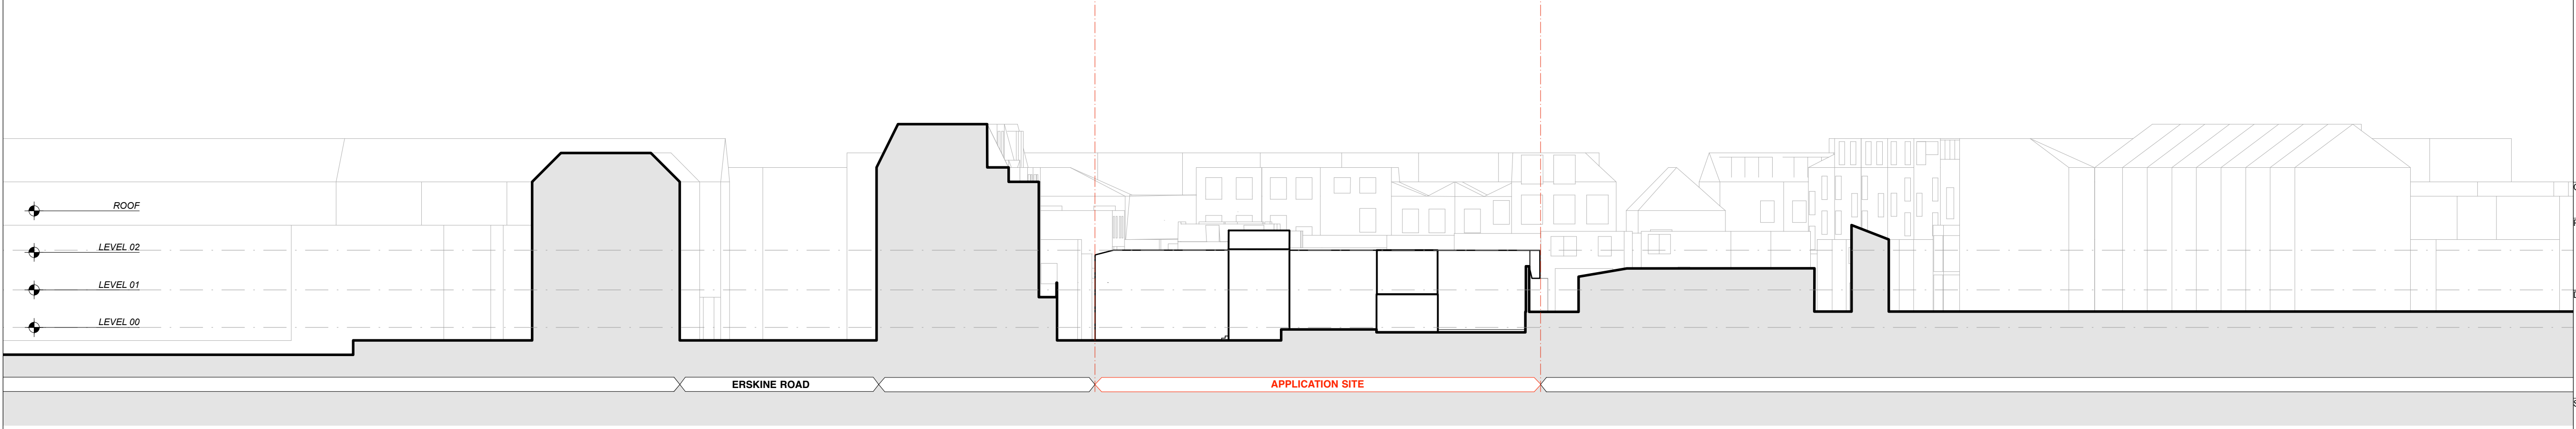 ROOF
LEVEL 02
LEVEL 01
LEVEL 00
ERSKINE ROAD
APPLICATION SITE